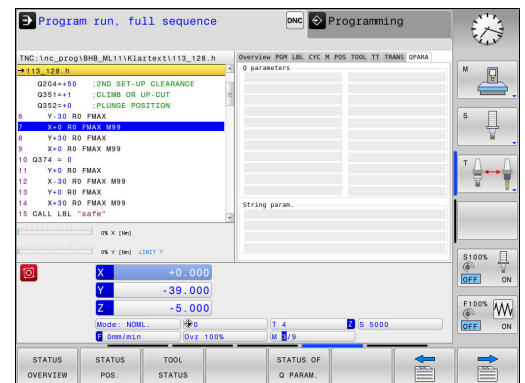 Program run, full sequence
DNC
Programming
TNC:\nc_prog\BHB_ML11\Klartext\113_128.h
→113_128.h
Q204=+50 ;2ND SET-UP CLEARANCE
Q351=+1 ;CLIMB OR UP-CUT
Q352=+0 ;PLUNGE POSITION
6 Y-30 R0 FMAX
7 X+0 R0 FMAX M99
8 Y+30 R0 FMAX
9 X+0 R0 FMAX M99
10 Q374 = 0
11 Y+0 R0 FMAX
12 X-30 R0 FMAX M99
13 Y+0 R0 FMAX
14 X+30 R0 FMAX M99
15 CALL LBL "safe"
0% X [Nm]
0% Y [Nm] LIMIT 1
Overview PGM LBL CYC M POS TOOL TT TRANS QPARA
Q parameters
String param.
X +0.000
Y -39.000
Z -5.000
Mode: NOML. 0 T 4 Z S 5000
F 0mm/min Ovr 100% M 5/9
M
S
T
S100%
OFF ON
F100%
OFF ON
STATUS OVERVIEW
STATUS POS.
TOOL STATUS
STATUS OF Q PARAM.